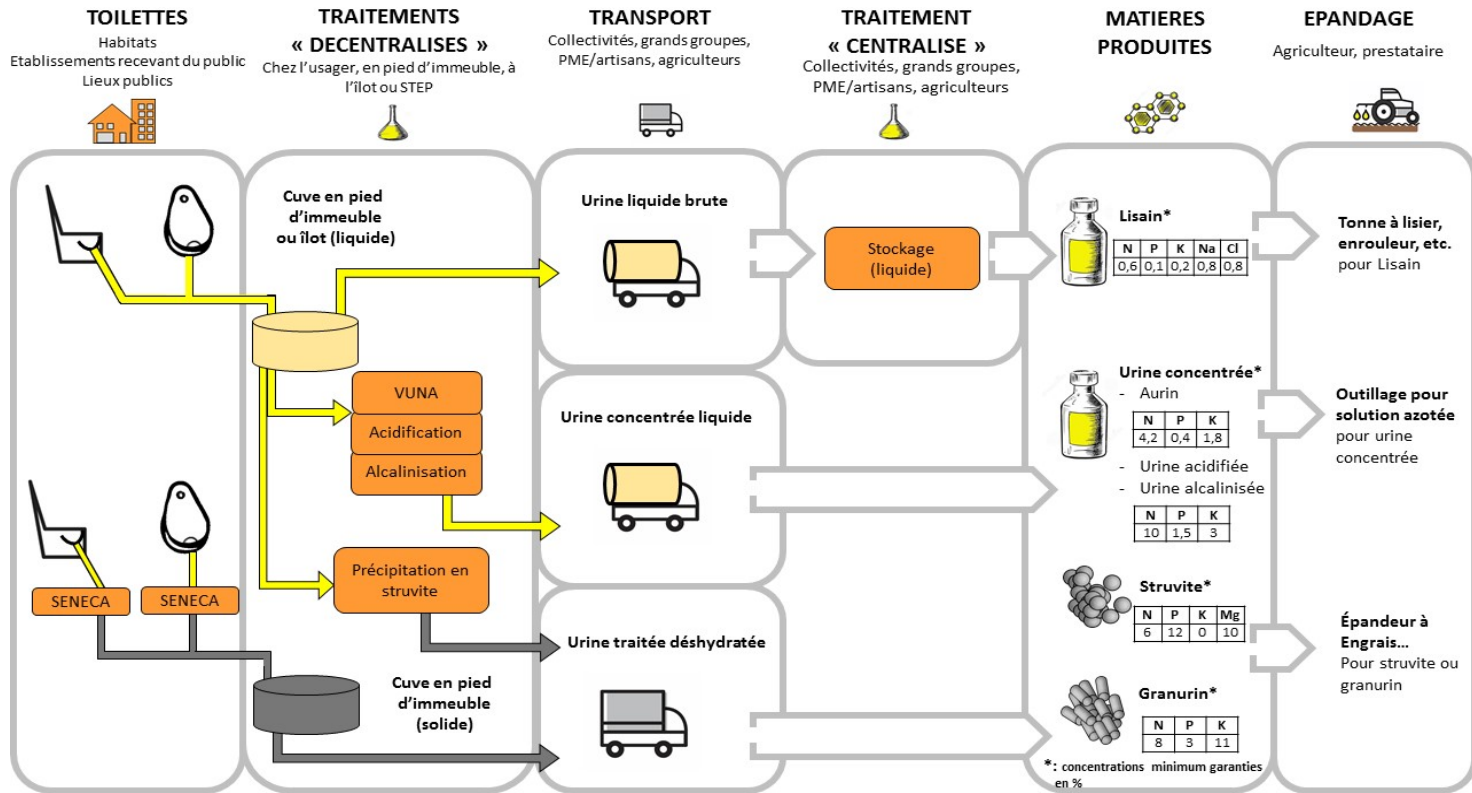 TOILETTES
Habitats
Etablissements recevant du public
Lieux publics
TRAITEMENTS
« DECENTRALISES »
Chez l'usager, en pied d'immeuble, à
l'îlot ou STEP
TRANSPORT
Collectivités, grands groupes,
PME/artisans, agriculteurs
TRAITEMENT
« CENTRALISE »
Collectivités, grands groupes,
PME/artisans, agriculteurs
MATIERES
PRODUITES
EPANDAGE
Agriculteur, prestataire
SENECA
SENECA
Cuve en pied
d'immeuble
ou îlot (liquide)
VUNA
Acidification
Alcalinisation
Précipitation en
struvite
Cuve en pied
d'immeuble
(solide)
Urine liquide brute
Urine concentrée liquide
Urine traitée déshydratée
Stockage
(liquide)
Lisain*
N P K Na Cl
0,6 0,1 0,2 0,8 0,8
Urine concentrée*
- Aurin
N P K
4,2 0,4 1,8
- Urine acidifiée
- Urine alcalinisée
N P K
10 1,5 3
Struvite*
N P K Mg
6 12 0 10
Granurin*
N P K
8 3 11
*: concentrations minimum garanties
en %
Tonne à lisier,
enrouleur, etc.
pour Lisain
Outillage pour
solution azotée
pour urine
concentrée
Épandeur à
Engrais...
Pour struvite ou
granurin